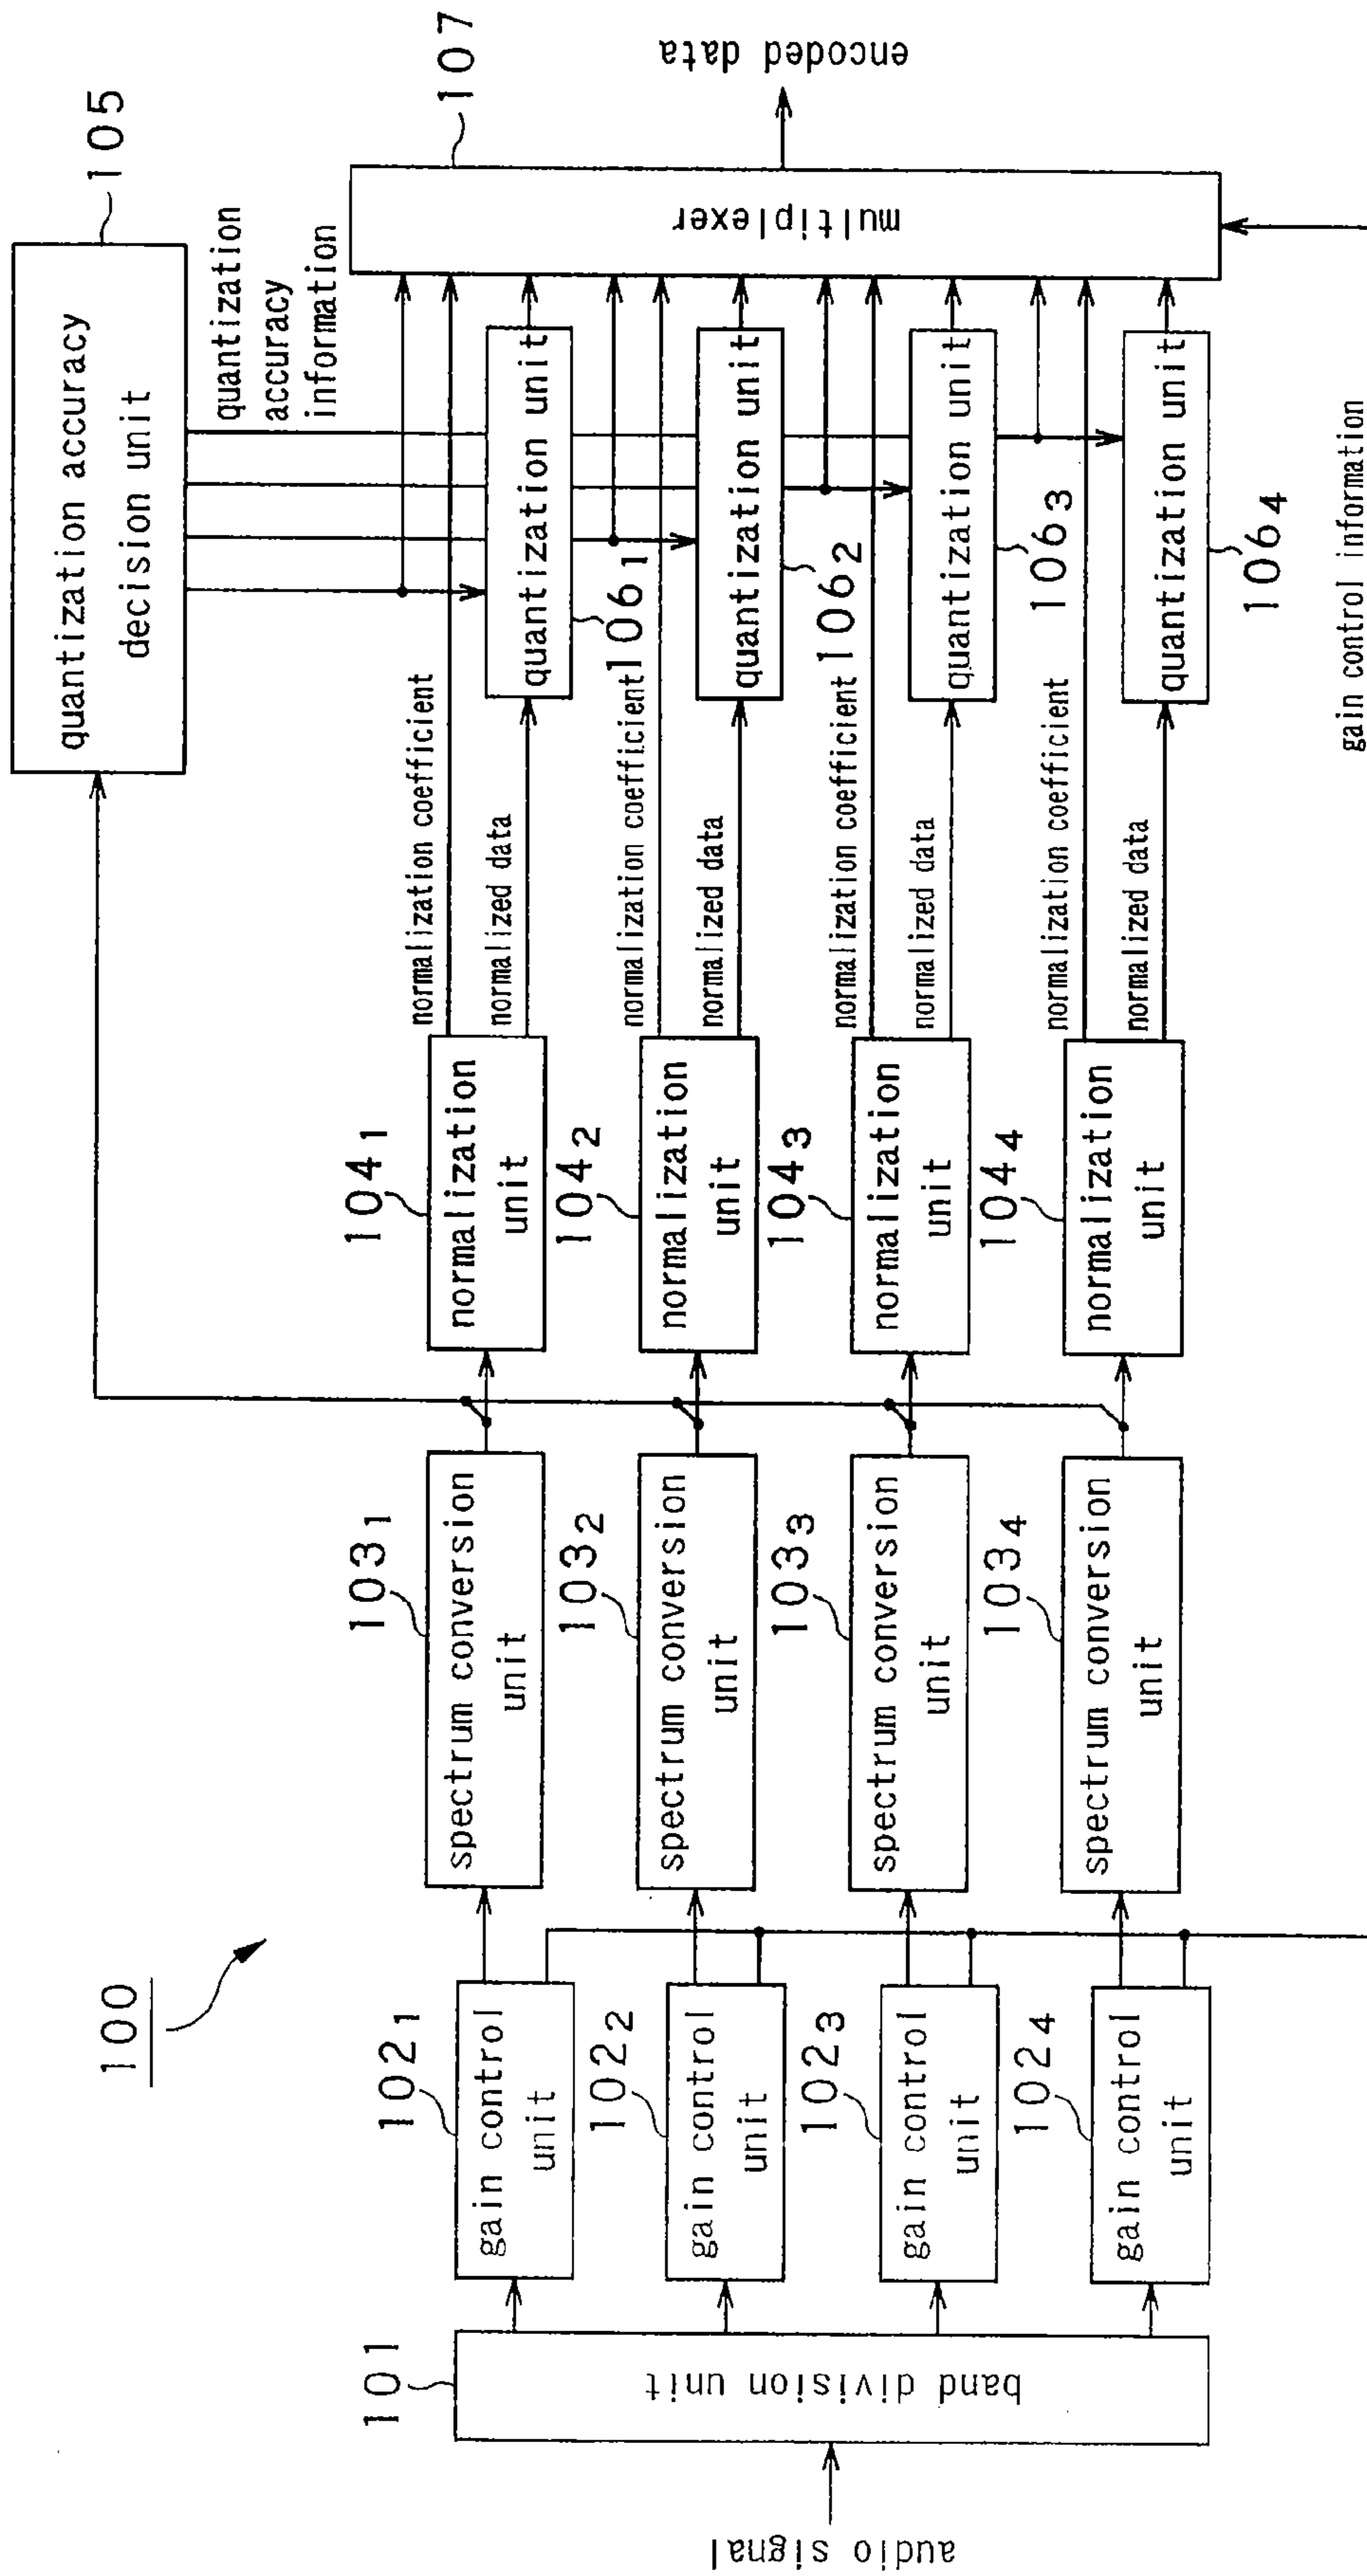 100
audio signal
101
band division unit
102₁
gain control
unit
102₂
gain control
unit
102₃
gain control
unit
102₄
gain control
unit
103₁
spectrum conversion
unit
103₂
spectrum conversion
unit
103₃
spectrum conversion
unit
103₄
spectrum conversion
unit
104₁
normalization
unit
104₂
normalization
unit
104₃
normalization
unit
104₄
normalization
unit
normalization coefficient
normalized data
normalization coefficient
normalized data
normalization coefficient
normalized data
normalization coefficient
normalized data
105
quantization accuracy
decision unit
quantization
accuracy
information
quantization unit
106₁
quantization unit
106₂
quantization unit
106₃
quantization unit
106₄
107
multiplexer
encoded data
gain control information